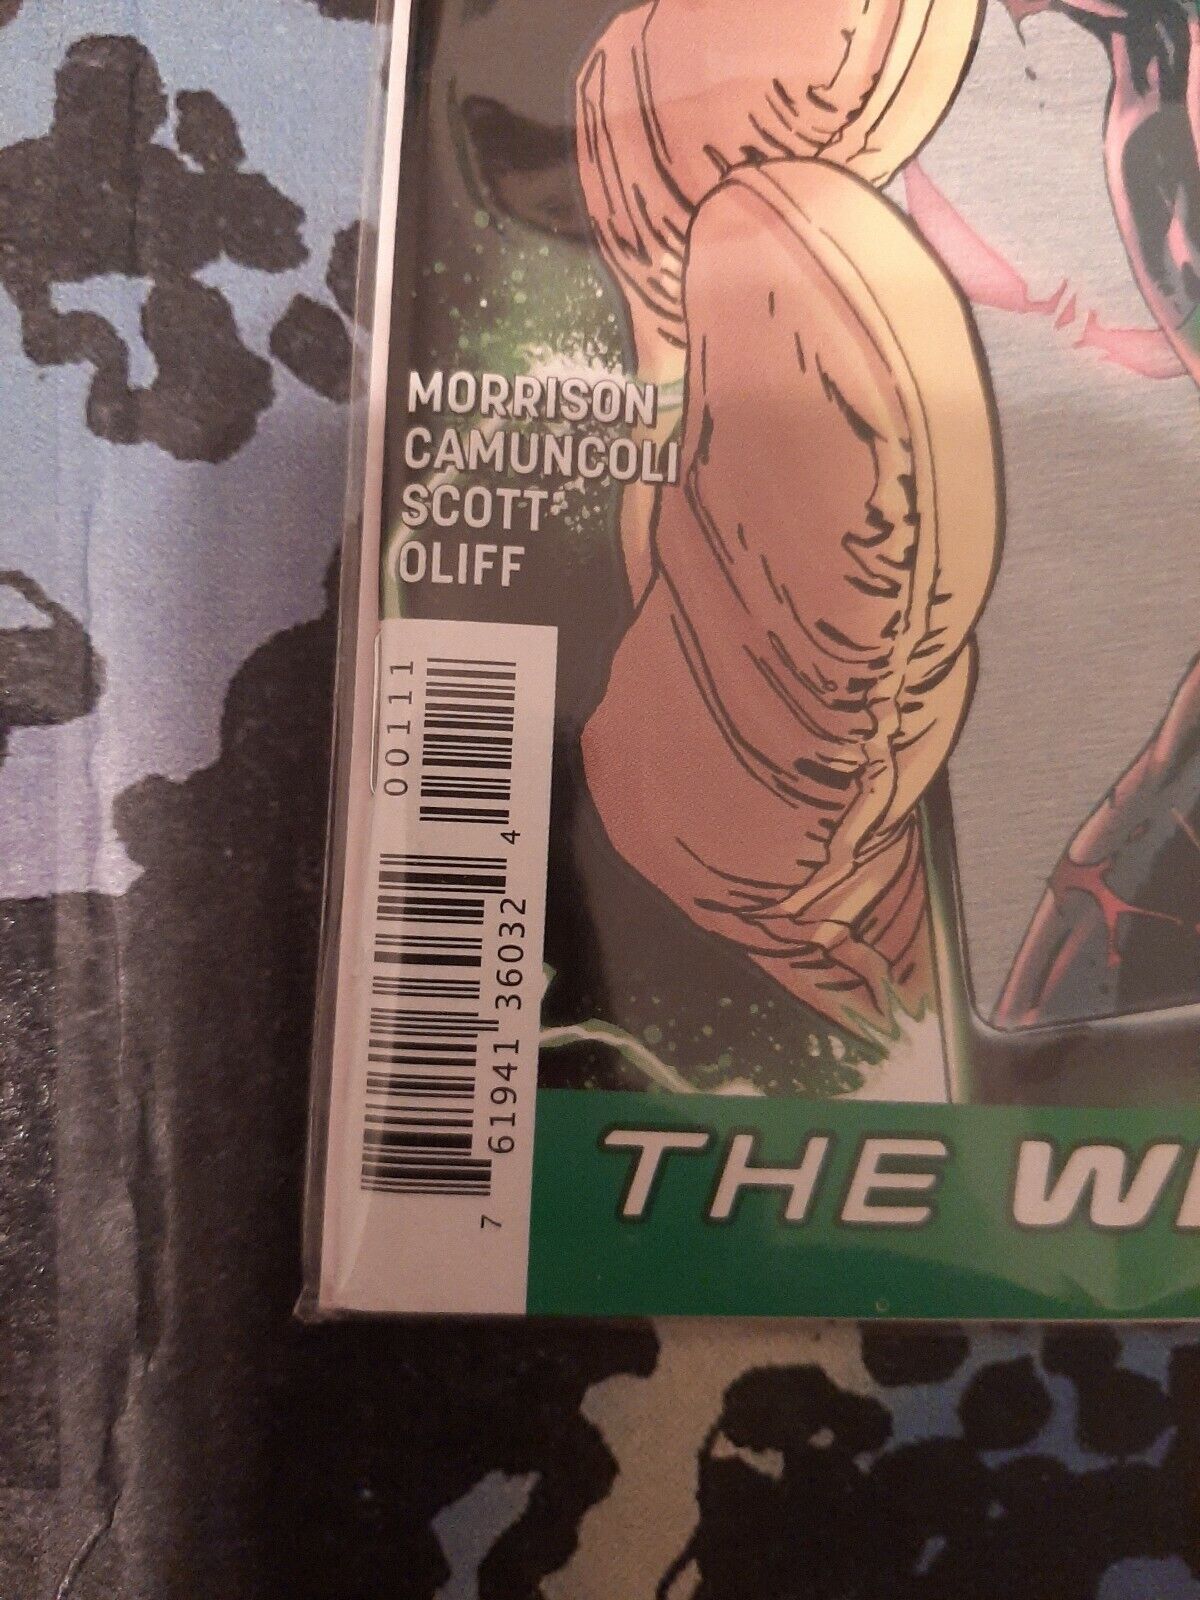 MORRISON
CAMUNCOLI
SCOTT
OLIFF
00111
7 61941 36032 4
THE